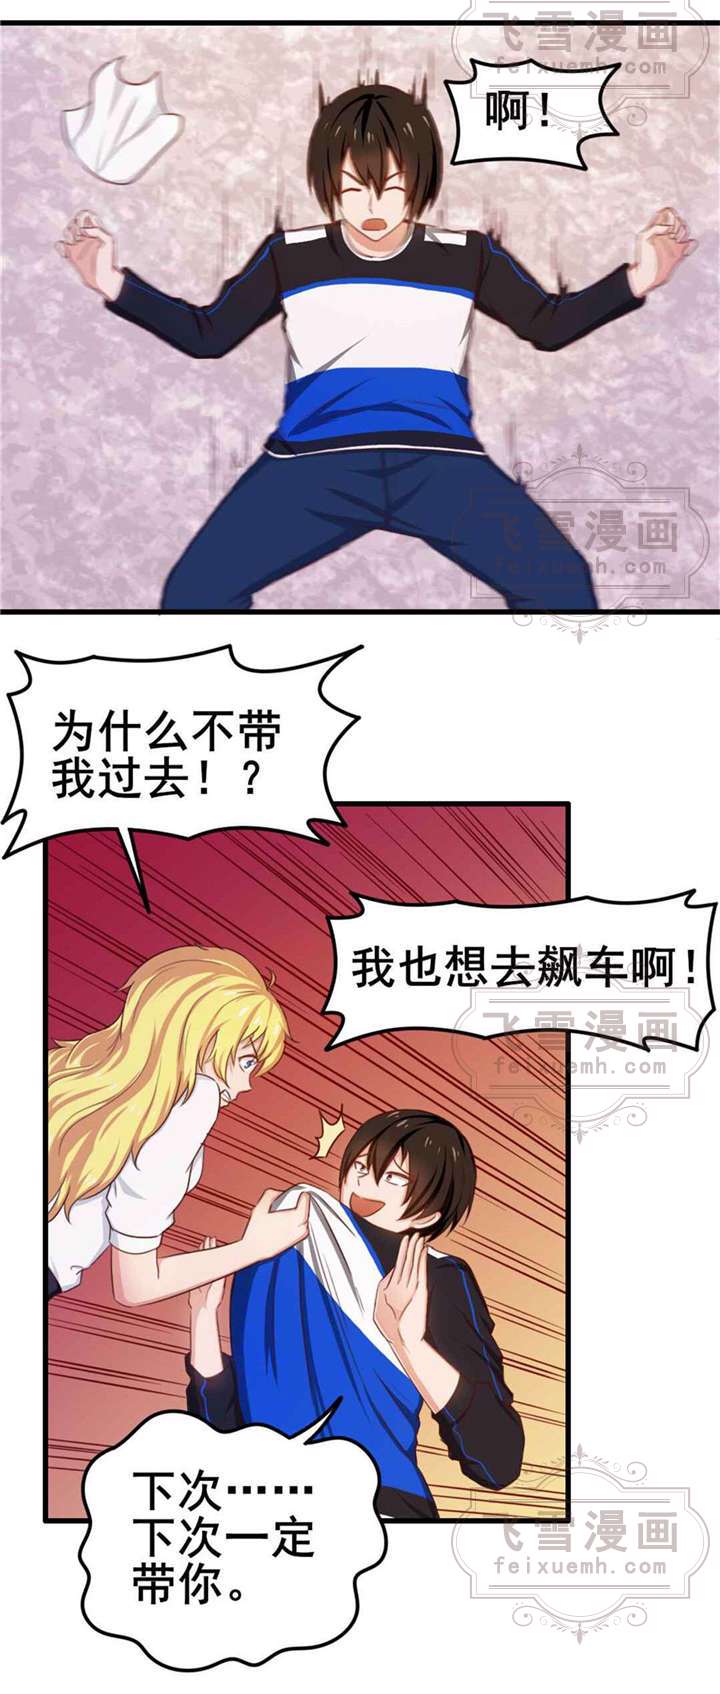 飞雪漫画
feixuemh.com
啊！
飞雪漫画
feixuemh.com
为什么不带
我过去！？
我也想去飙车啊！
飞雪漫画
feixuemh.com
下次……
下次一定
带你。
飞雪漫画
feixuemh.com